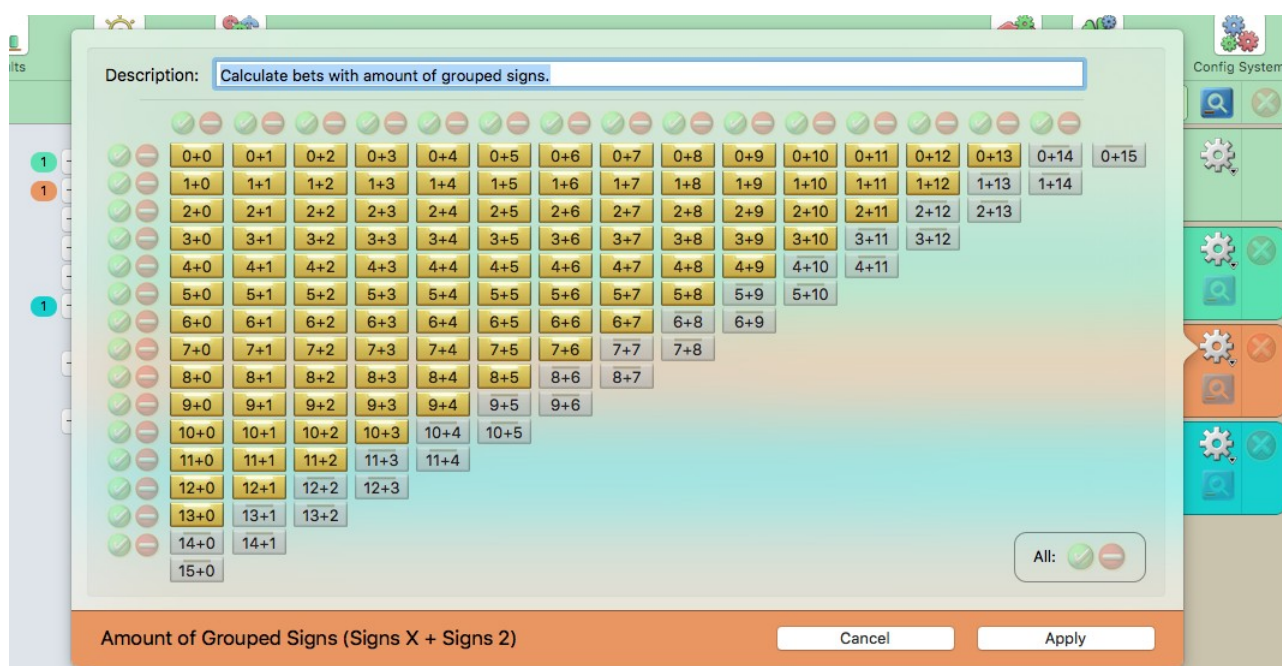 lts
Config System
Description: Calculate bets with amount of grouped signs.
0+0 0+1 0+2 0+3 0+4 0+5 0+6 0+7 0+8 0+9 0+10 0+11 0+12 0+13 0+14 0+15
1 1+0 1+1 1+2 1+3 1+4 1+5 1+6 1+7 1+8 1+9 1+10 1+11 1+12 1+13 1+14
1 2+0 2+1 2+2 2+3 2+4 2+5 2+6 2+7 2+8 2+9 2+10 2+11 2+12 2+13
3+0 3+1 3+2 3+3 3+4 3+5 3+6 3+7 3+8 3+9 3+10 3+11 3+12
4+0 4+1 4+2 4+3 4+4 4+5 4+6 4+7 4+8 4+9 4+10 4+11
5+0 5+1 5+2 5+3 5+4 5+5 5+6 5+7 5+8 5+9 5+10
1 6+0 6+1 6+2 6+3 6+4 6+5 6+6 6+7 6+8 6+9
7+0 7+1 7+2 7+3 7+4 7+5 7+6 7+7 7+8
8+0 8+1 8+2 8+3 8+4 8+5 8+6 8+7
9+0 9+1 9+2 9+3 9+4 9+5 9+6
10+0 10+1 10+2 10+3 10+4 10+5
11+0 11+1 11+2 11+3 11+4
12+0 12+1 12+2 12+3
13+0 13+1 13+2
14+0 14+1
All:
15+0
Amount of Grouped Signs (Signs X + Signs 2) Cancel Apply